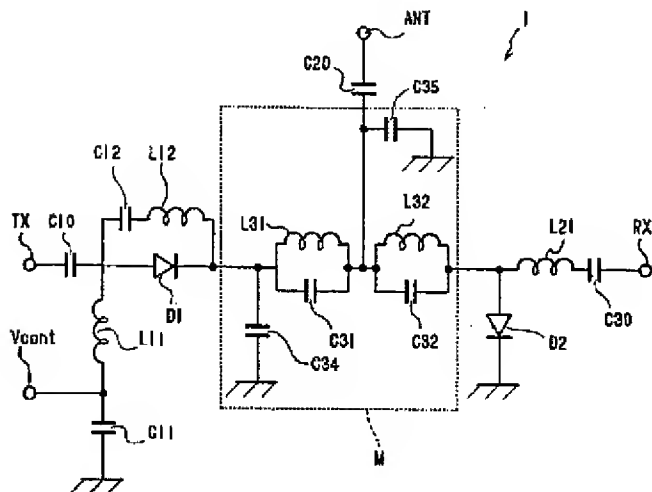 ANT
1
C20
C35
C12
L12
L31
L32
L21
TX
C10
RX
D1
C31
C32
C30
D2
L11
Vcont
C34
C11
M